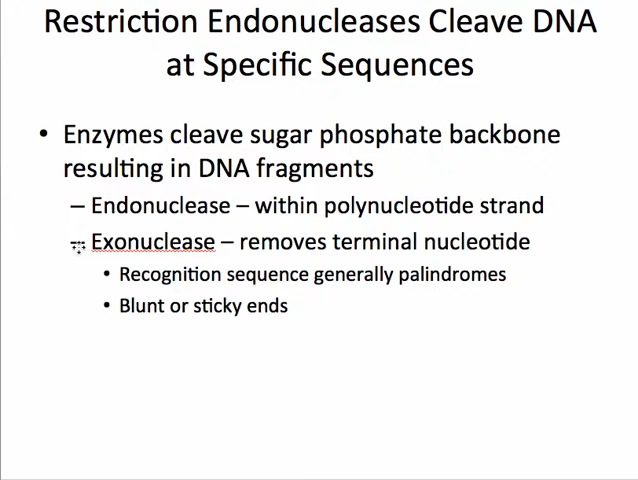 Restriction Endonucleases Cleave DNA
at Specific Sequences
• Enzymes cleave sugar phosphate backbone
resulting in DNA fragments
– Endonuclease – within polynucleotide strand
– Exonuclease – removes terminal nucleotide
• Recognition sequence generally palindromes
• Blunt or sticky ends